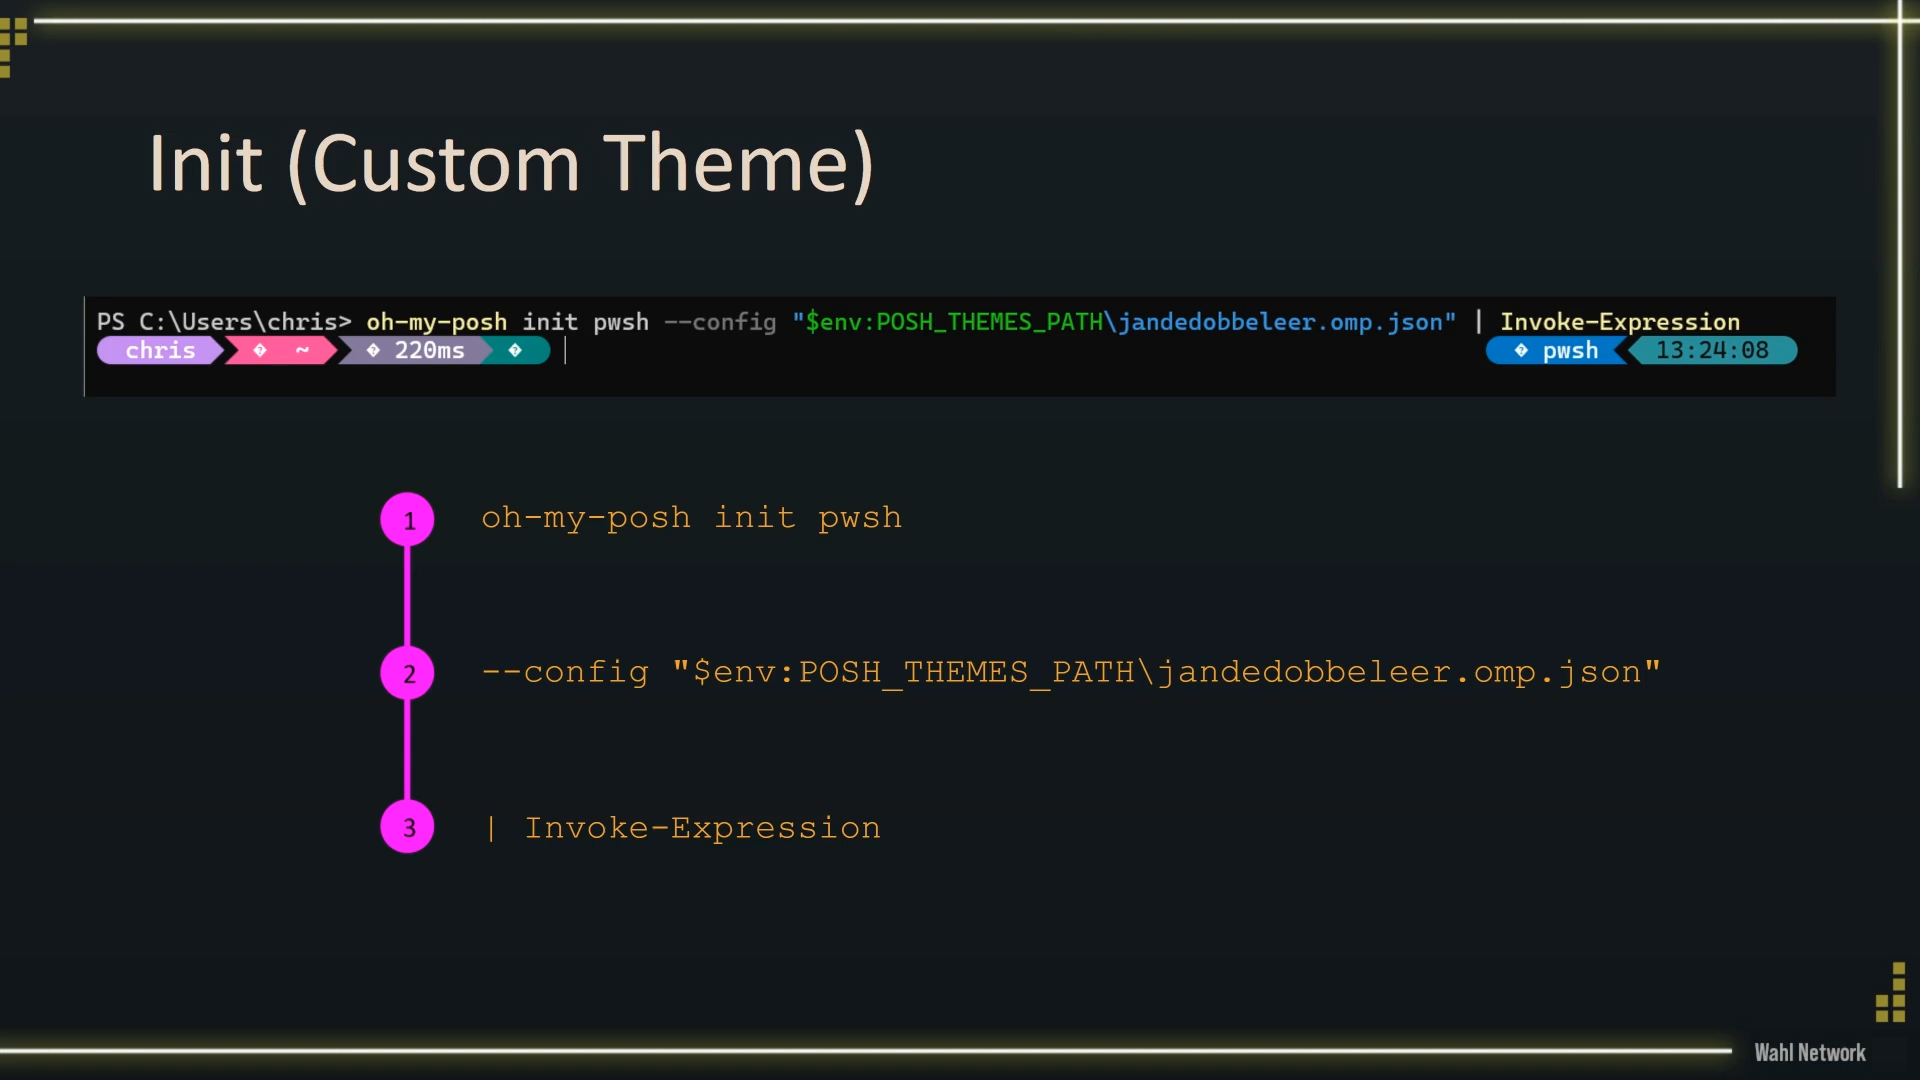 Init (Custom Theme)
PS C:\Users\chris> oh-my-posh init pwsh --config "$env:POSH_THEMES_PATH\jandedobbeleer.omp.json" | Invoke-Expression
chris � ~ � 220ms � � pwsh 13:24:08
1 oh-my-posh init pwsh
2 --config "$env:POSH_THEMES_PATH\jandedobbeleer.omp.json"
3 | Invoke-Expression
Wahl Network